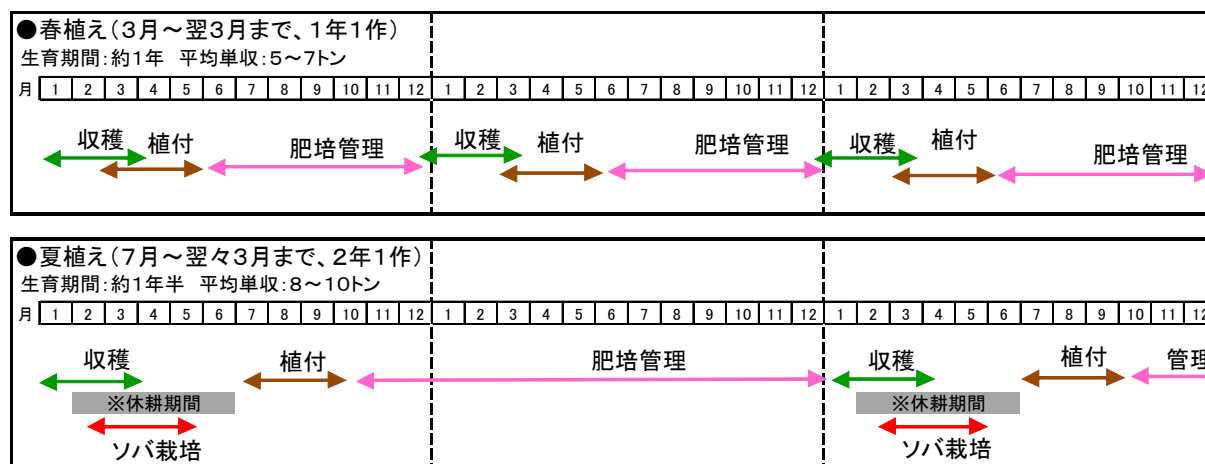 ●春植え(3月～翌3月まで、1年1作)
生育期間:約1年 平均単収:5～7トン
月 1 2 3 4 5 6 7 8 9 10 11 12 1 2 3 4 5 6 7 8 9 10 11 12 1 2 3 4 5 6 7 8 9 10 11 12
収穫 植付 肥培管理 収穫 植付 肥培管理 収穫 植付 肥培管理
●夏植え(7月～翌々3月まで、2年1作)
生育期間:約1年半 平均単収:8～10トン
月 1 2 3 4 5 6 7 8 9 10 11 12 1 2 3 4 5 6 7 8 9 10 11 12 1 2 3 4 5 6 7 8 9 10 11 12
収穫 植付 肥培管理 収穫 植付 管理
※休耕期間 ※休耕期間
ソバ栽培 ソバ栽培